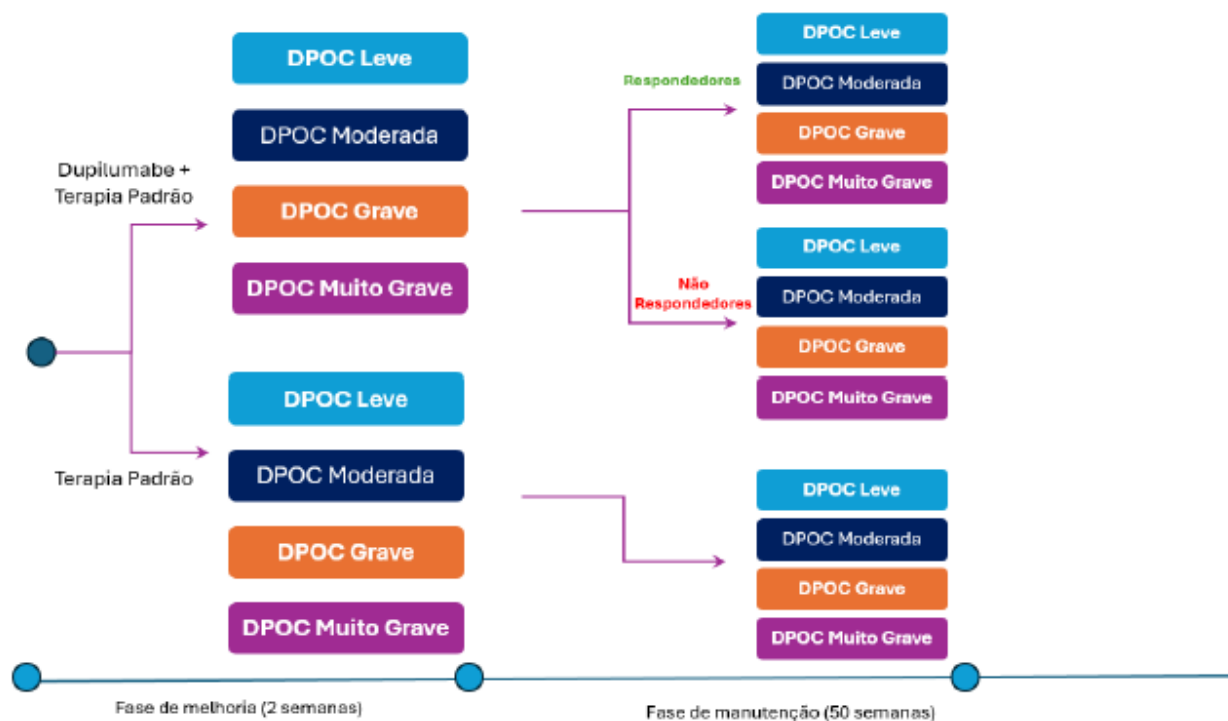 DPOC Leve
DPOC Moderada
Dupilumabe +
Terapia Padrão
DPOC Grave
DPOC Muito Grave
DPOC Leve
DPOC Moderada
Terapia Padrão
DPOC Grave
DPOC Muito Grave
Respondedores
DPOC Leve
DPOC Moderada
DPOC Grave
DPOC Muito Grave
Não
Respondedores
DPOC Leve
DPOC Moderada
DPOC Grave
DPOC Muito Grave
DPOC Leve
DPOC Moderada
DPOC Grave
DPOC Muito Grave
Fase de melhoria (2 semanas)
Fase de manutenção (50 semanas)